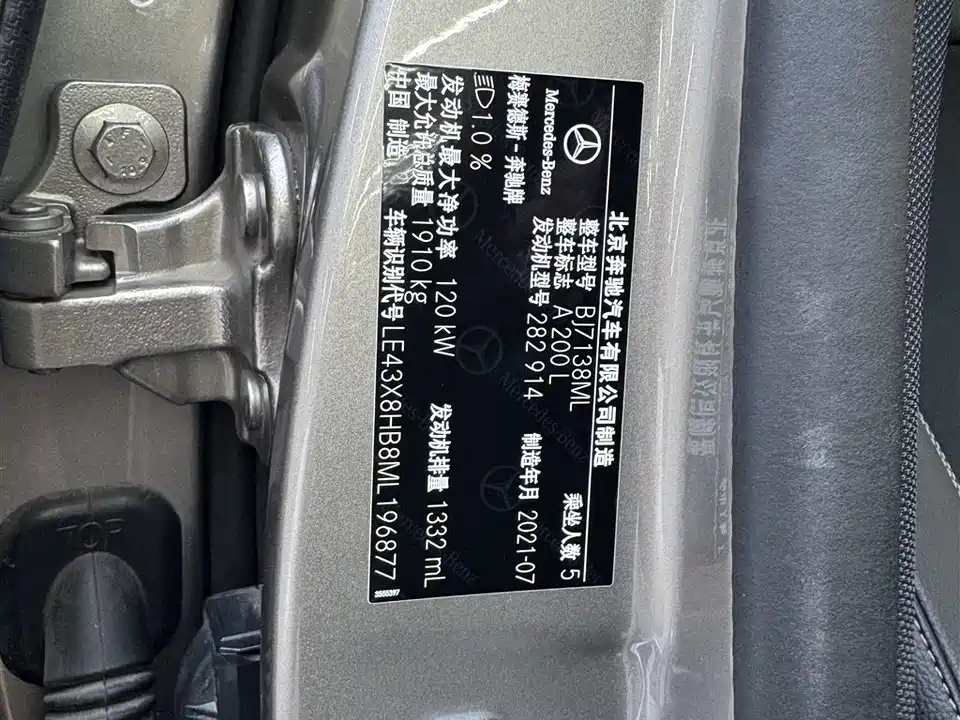 北京奔驰汽车有限公司制造
Mercedes-Benz
整车型号 BJ7138ML
乘坐人数 5
整车标志 A 200 L
梅赛德斯-奔驰牌
发动机型号 282 914
制造年月 2021-07
1.0 %
发动机最大净功率 120 kW
发动机排量 1332 mL
最大允许总质量 1910 kg
中国 制造
车辆识别代号 LE43X8HB8ML196877
3555397
TOP